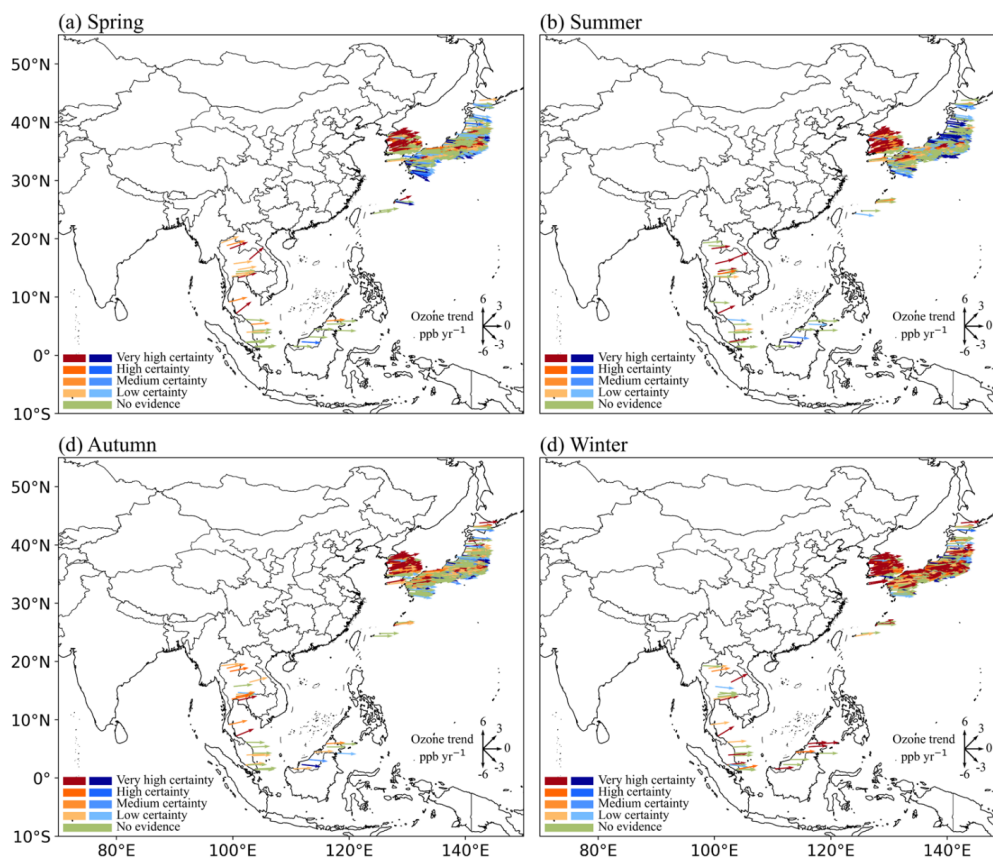 (a) Spring
(b) Summer
50°N
40°N
30°N
20°N
10°N
0°
10°S
Ozone trend
ppb yr⁻¹
6
3
0
-3
-6
Very high certainty
High certainty
Medium certainty
Low certainty
No evidence
Ozone trend
ppb yr⁻¹
6
3
0
-3
-6
Very high certainty
High certainty
Medium certainty
Low certainty
No evidence
(d) Autumn
(d) Winter
50°N
40°N
30°N
20°N
10°N
0°
10°S
Ozone trend
ppb yr⁻¹
6
3
0
-3
-6
Very high certainty
High certainty
Medium certainty
Low certainty
No evidence
Ozone trend
ppb yr⁻¹
6
3
0
-3
-6
Very high certainty
High certainty
Medium certainty
Low certainty
No evidence
80°E 100°E 120°E 140°E
80°E 100°E 120°E 140°E